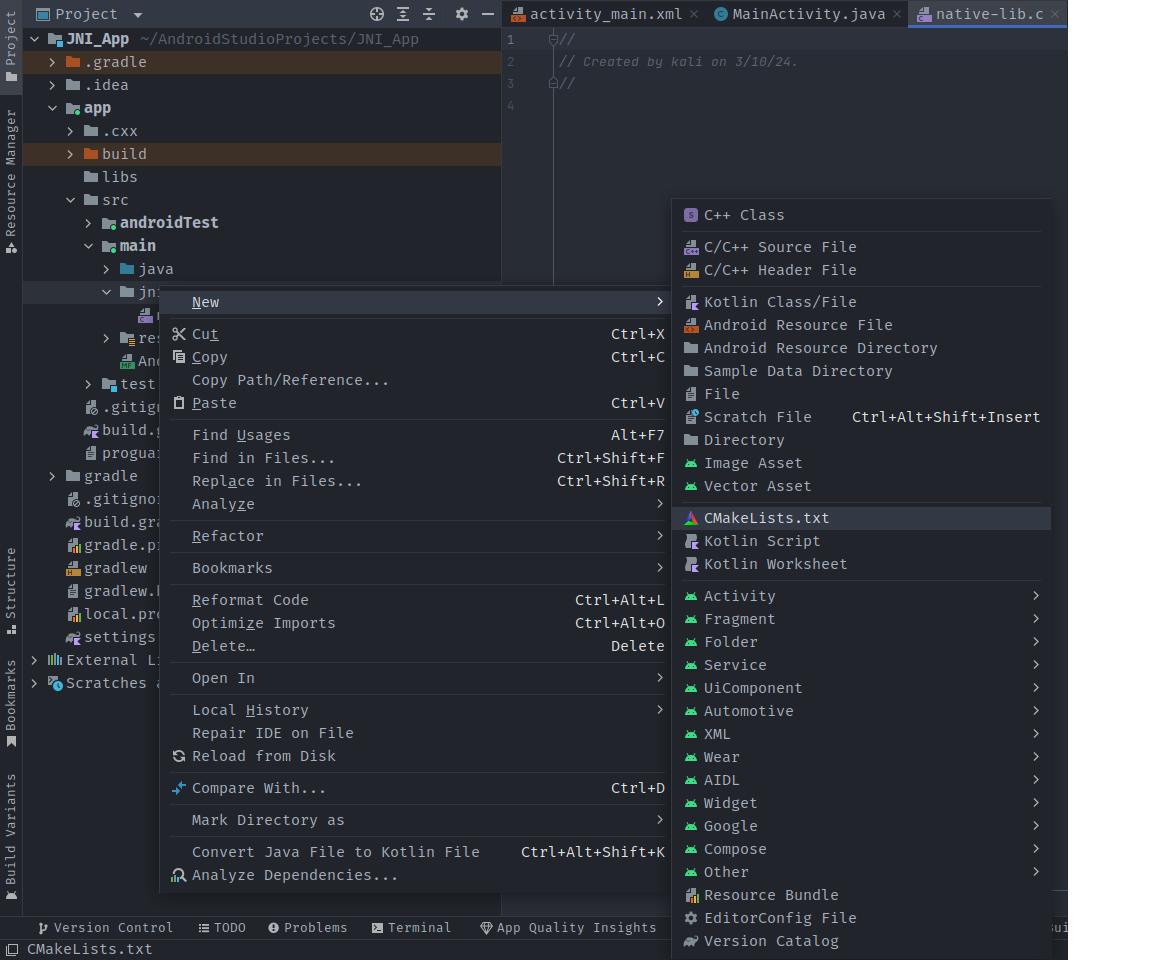 Project
activity_main.xml
MainActivity.java
native-lib.c
Project
Resource Manager
Structure
Bookmarks
Build Variants
JNI_App ~/AndroidStudioProjects/JNI_App
.gradle
.idea
app
.cxx
build
libs
src
androidTest
main
java
jni
res
And
test
.gitign
build.g
proguar
gradle
.gitignor
build.gra
gradle.pr
gradlew
gradlew.b
local.pro
settings
External Li
Scratches a
1 //
2 // Created by kali on 3/10/24.
3 //
4
New
Cut Ctrl+X
Copy Ctrl+C
Copy Path/Reference...
Paste Ctrl+V
Find Usages Alt+F7
Find in Files... Ctrl+Shift+F
Replace in Files... Ctrl+Shift+R
Analyze
Refactor
Bookmarks
Reformat Code Ctrl+Alt+L
Optimize Imports Ctrl+Alt+O
Delete… Delete
Open In
Local History
Repair IDE on File
Reload from Disk
Compare With... Ctrl+D
Mark Directory as
Convert Java File to Kotlin File Ctrl+Alt+Shift+K
Analyze Dependencies...
C++ Class
C/C++ Source File
C/C++ Header File
Kotlin Class/File
Android Resource File
Android Resource Directory
Sample Data Directory
File
Scratch File Ctrl+Alt+Shift+Insert
Directory
Image Asset
Vector Asset
CMakeLists.txt
Kotlin Script
Kotlin Worksheet
Activity
Fragment
Folder
Service
UiComponent
Automotive
XML
Wear
AIDL
Widget
Google
Compose
Other
Resource Bundle
EditorConfig File
Version Catalog
Version Control
TODO
Problems
Terminal
App Quality Insights
CMakeLists.txt